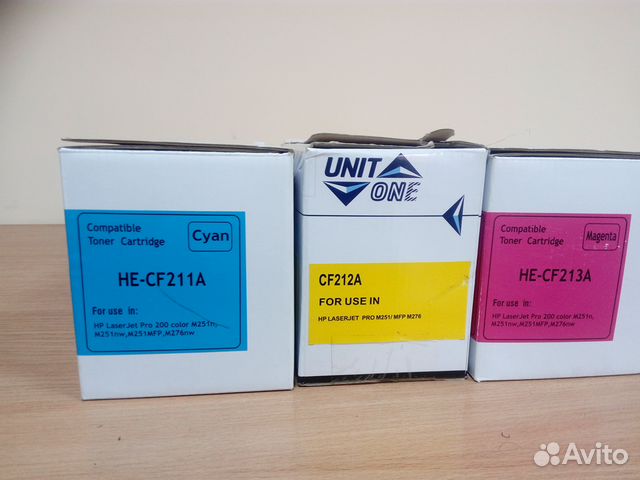 Compatible
Toner Cartridge
Cyan
HE-CF211A
For use in:
HP LaserJet Pro 200 color M251n,
M251nw,M251MFP,M276nw
UNIT
ONE
CF212A
FOR USE IN
HP LASERJET PRO M251/ MFP M276
Compatible
Toner Cartridge
Magenta
HE-CF213A
For use in:
HP LaserJet Pro 200 color M251n,
M251nw,M251MFP,M276nw
Avito